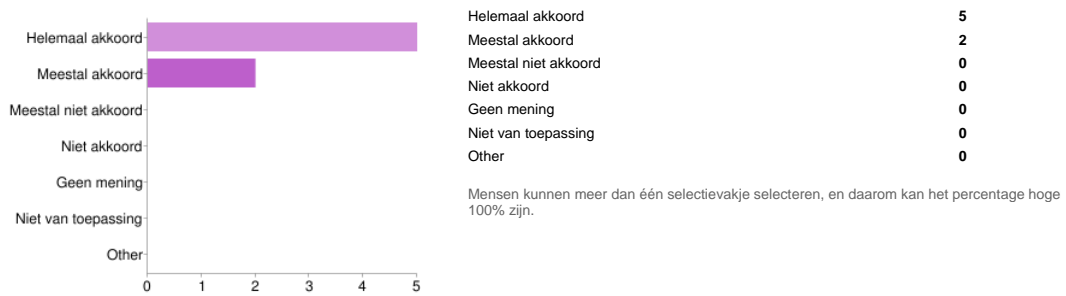 Helemaal akkoord
Meestal akkoord
Meestal niet akkoord
Niet akkoord
Geen mening
Niet van toepassing
Other
0 1 2 3 4 5
Helemaal akkoord 5
Meestal akkoord 2
Meestal niet akkoord 0
Niet akkoord 0
Geen mening 0
Niet van toepassing 0
Other 0
Mensen kunnen meer dan één selectievakje selecteren, en daarom kan het percentage hoge
100% zijn.